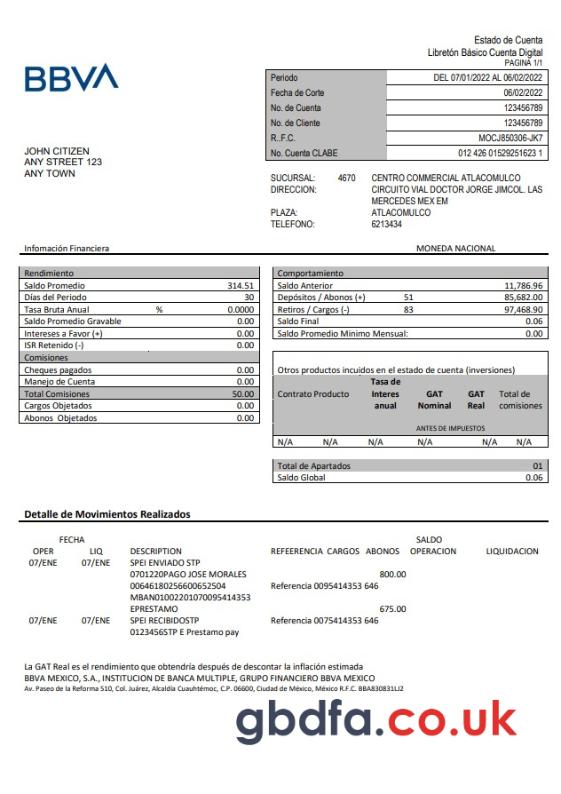 Estado de Cuenta
Libretón Básico Cuenta Digital
PAGINA 1/1
BBVA
Periodo DEL 07/01/2022 AL 06/02/2022
Fecha de Corte 06/02/2022
No. de Cuenta 123456789
No. de Cliente 123456789
R..F.C. MOCJ850306-JK7
No. Cuenta CLABE 012 426 01529251623 1
JOHN CITIZEN
ANY STREET 123
ANY TOWN
SUCURSAL: 4670 CENTRO COMMERCIAL ATLACOMULCO
DIRECCION: CIRCUITO VIAL DOCTOR JORGE JIMCOL. LAS
MERCEDES MEX EM
PLAZA: ATLACOMULCO
TELEFONO: 6213434
Infomación Financiera MONEDA NACIONAL
Rendimiento
Saldo Promedio 314.51
Días del Periodo 30
Tasa Bruta Anual % 0.0000
Saldo Promedio Gravable 0.00
Intereses a Favor (+) 0.00
ISR Retenido (-) 0.00
Comisiones
Cheques pagados 0.00
Manejo de Cuenta 0.00
Total Comisiones 50.00
Cargos Objetados 0.00
Abonos Objetados 0.00
Comportamiento
Saldo Anterior 11,786.96
Depósitos / Abonos (+) 51 85,682.00
Retiros / Cargos (-) 83 97,468.90
Saldo Final 0.06
Saldo Promedio Minimo Mensual: 0.00
Otros productos incuidos en el estado de cuenta (inversiones)
Tasa de
Contrato Producto Interes GAT GAT Total de
anual Nominal Real comisiones
ANTES DE IMPUESTOS
N/A N/A N/A N/A N/A N/A
Total de Apartados 01
Saldo Global 0.06
Detalle de Movimientos Realizados
FECHA SALDO
OPER LIQ DESCRIPTION REFEERENCIA CARGOS ABONOS OPERACION LIQUIDACION
07/ENE 07/ENE SPEI ENVIADO STP
0701220PAGO JOSE MORALES 800.00
00646180256600652504 Referencia 0095414353 646
MBAN01002201070095414353
EPRESTAMO 675.00
07/ENE 07/ENE SPEI RECIBIDOSTP Referencia 0075414353 646
0123456STP E Prestamo pay
La GAT Real es el rendimiento que obtendría después de descontar la inflación estimada
BBVA MEXICO, S.A., INSTITUCION DE BANCA MULTIPLE, GRUPO FINANCIERO BBVA MEXICO
Av. Paseo de la Reforma 510, Col. Juárez, Alcaldía Cuauhtémoc, C.P. 06600, Ciudad de México, México R.F.C. BBA830831LJ2
gbdfa.co.uk